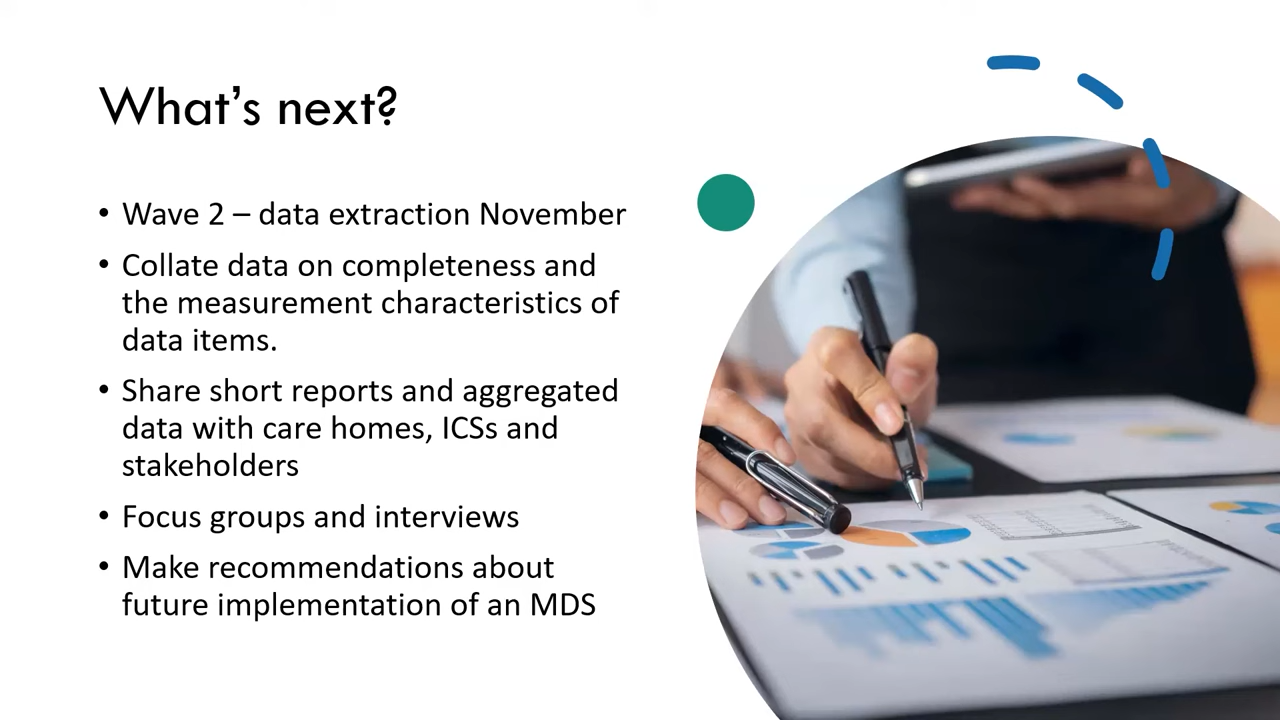 What's next?
• Wave 2 – data extraction November
• Collate data on completeness and
the measurement characteristics of
data items.
• Share short reports and aggregated
data with care homes, ICSs and
stakeholders
• Focus groups and interviews
• Make recommendations about
future implementation of an MDS